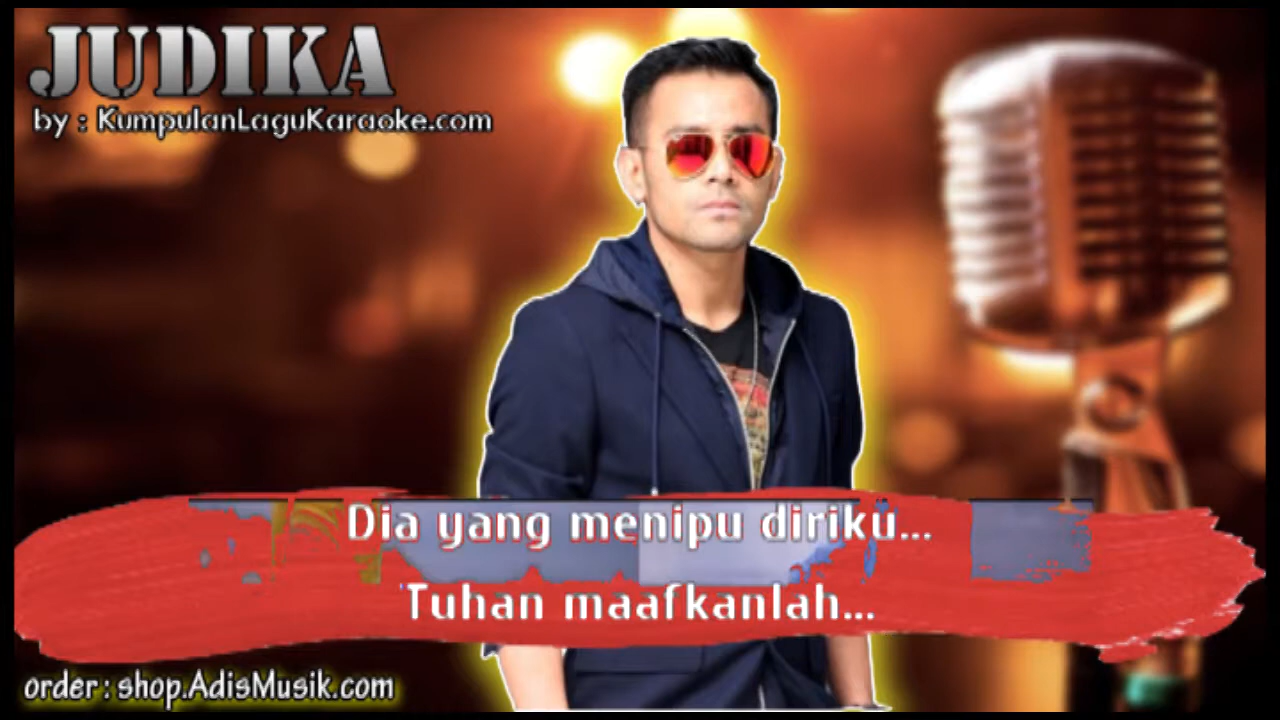 JUDIKA
by : KumpulanLaguKaraoke.com
Dia yang menipu diriku...
Tuhan maafkanlah...
order : shop.AdisMusik.com